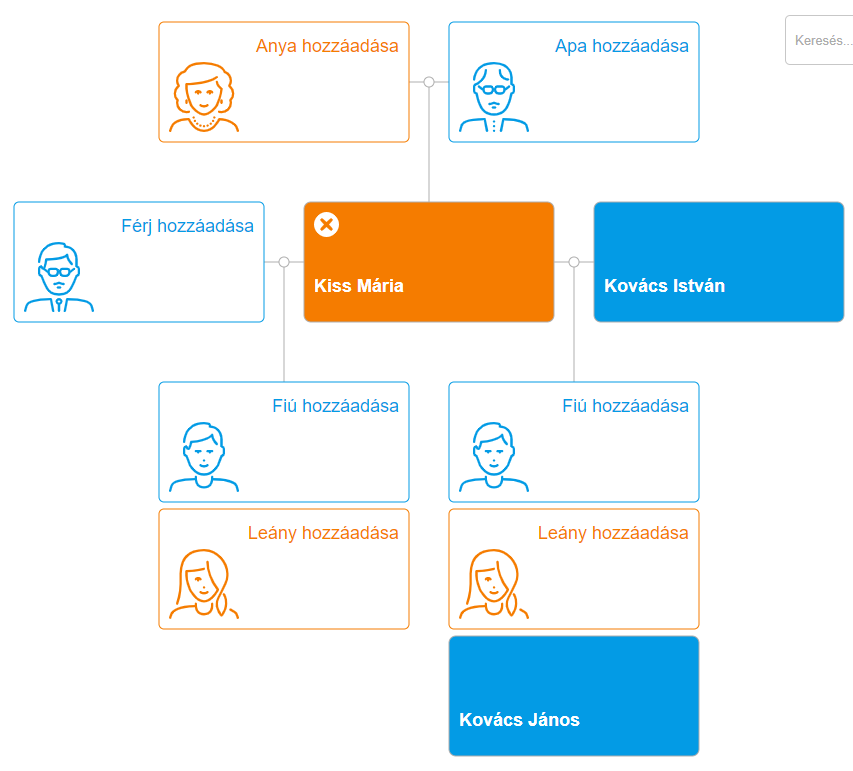 Anya hozzáadása
Apa hozzáadása
Keresés...
Férj hozzáadása
Kiss Mária
Kovács István
Fiú hozzáadása
Fiú hozzáadása
Leány hozzáadása
Leány hozzáadása
Kovács János